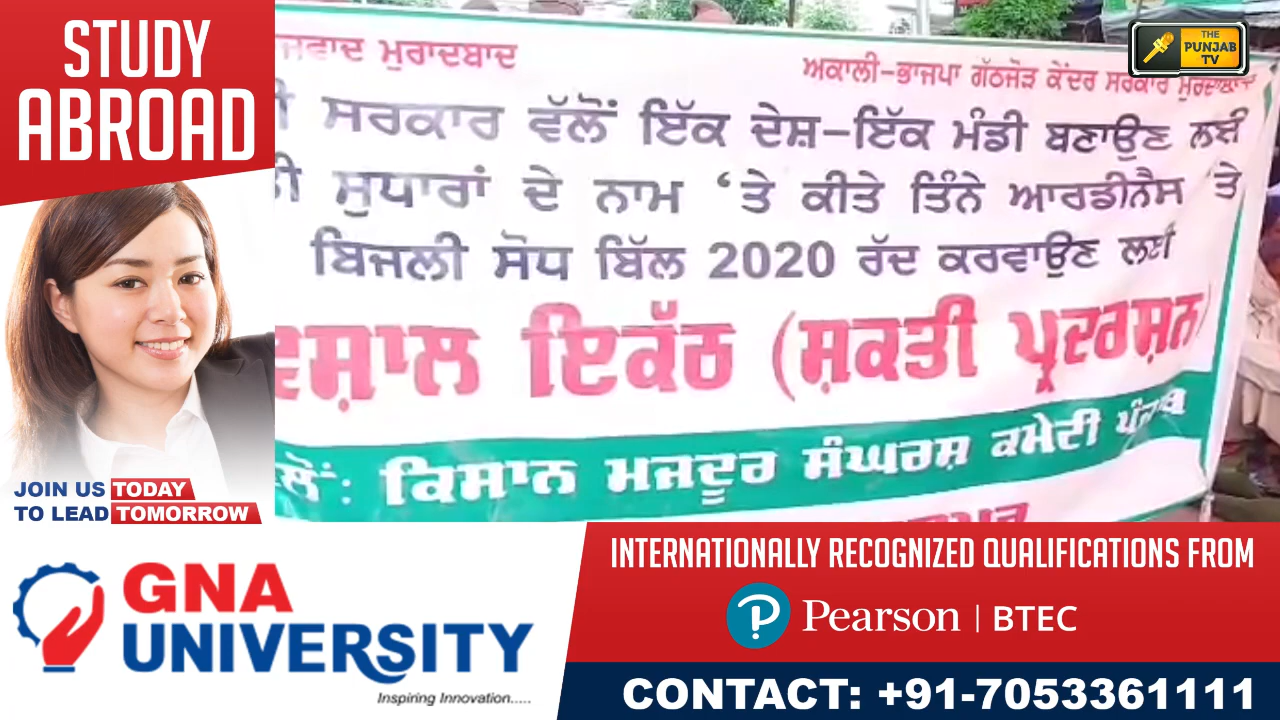 STUDY
ABROAD
JOIN US TODAY
TO LEAD TOMORROW
GNA
UNIVERSITY
Inspiring Innovation.....
THE
PUNJAB
TV
ਮੁਰਾਦਬਾਦ
ਅਕਾਲੀ-ਭਾਜਪਾ ਗੱਠਜੋੜ ਕੇਂਦਰ ਸਰਕਾਰ
ਸਰਕਾਰ ਵੱਲੋਂ ਇੱਕ ਦੇਸ਼-ਇੱਕ ਮੰਡੀ ਬਣਾਉਣ ਲਈ
ਸੁਧਾਰਾਂ ਦੇ ਨਾਮ ‘ਤੇ ਕੀਤੇ ਤਿੰਨੇ ਆਰਡੀਨੈਸ ‘ਤੇ
ਬਿਜਲੀ ਸੋਧ ਬਿੱਲ 2020 ਰੱਦ ਕਰਵਾਉਣ ਲਈ
ਇਕੱਠ (ਸ਼ਕਤੀ ਪ੍ਰਦਰਸ਼ਨ)
ਕਿਸਾਨ ਮਜਦੂਰ ਸੰਘਰਸ਼ ਕਮੇਟੀ ਪੰਜਾਬ
INTERNATIONALLY RECOGNIZED QUALIFICATIONS FROM
Pearson | BTEC
CONTACT: +91-7053361111